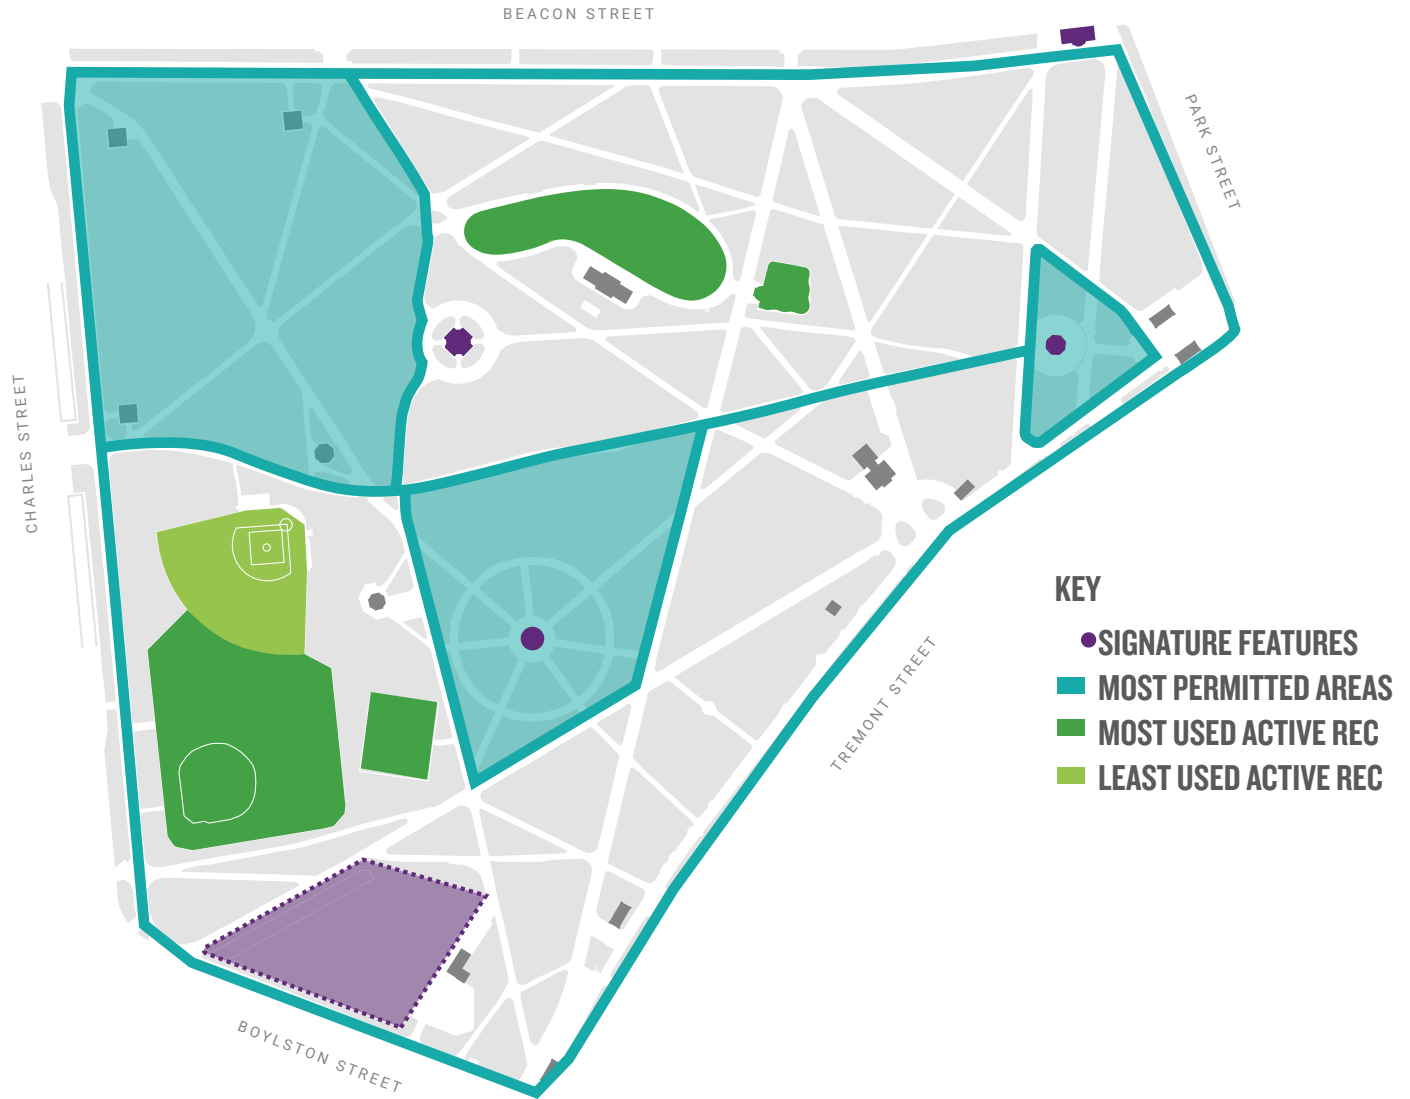 BEACON STREET
PARK STREET
CHARLES STREET
TREMONT STREET
BOYLSTON STREET
KEY
SIGNATURE FEATURES
MOST PERMITTED AREAS
MOST USED ACTIVE REC
LEAST USED ACTIVE REC